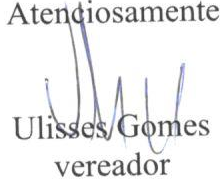 Atenciosamente
Ulisses Gomes
vereador